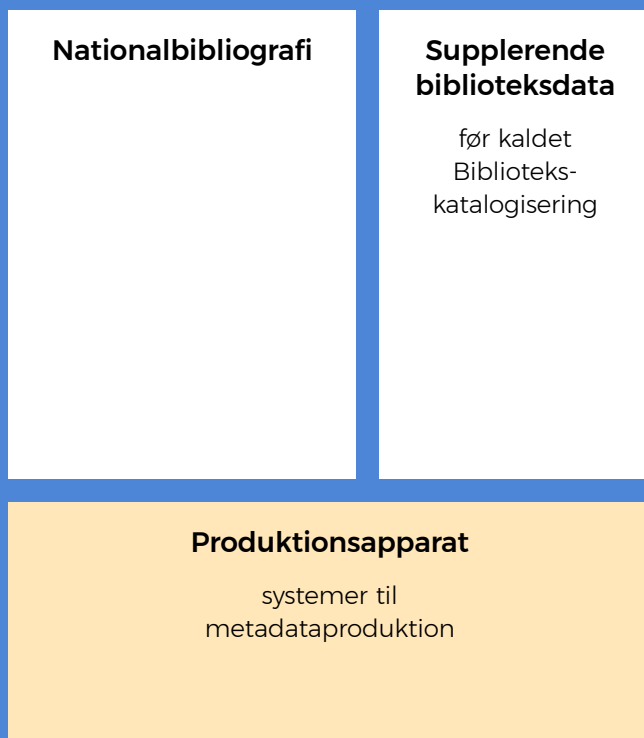 Nationalbibliografi
Supplerende
biblioteksdata
før kaldet
Biblioteks-
katalogisering
Produktionsapparat
systemer til
metadataproduktion